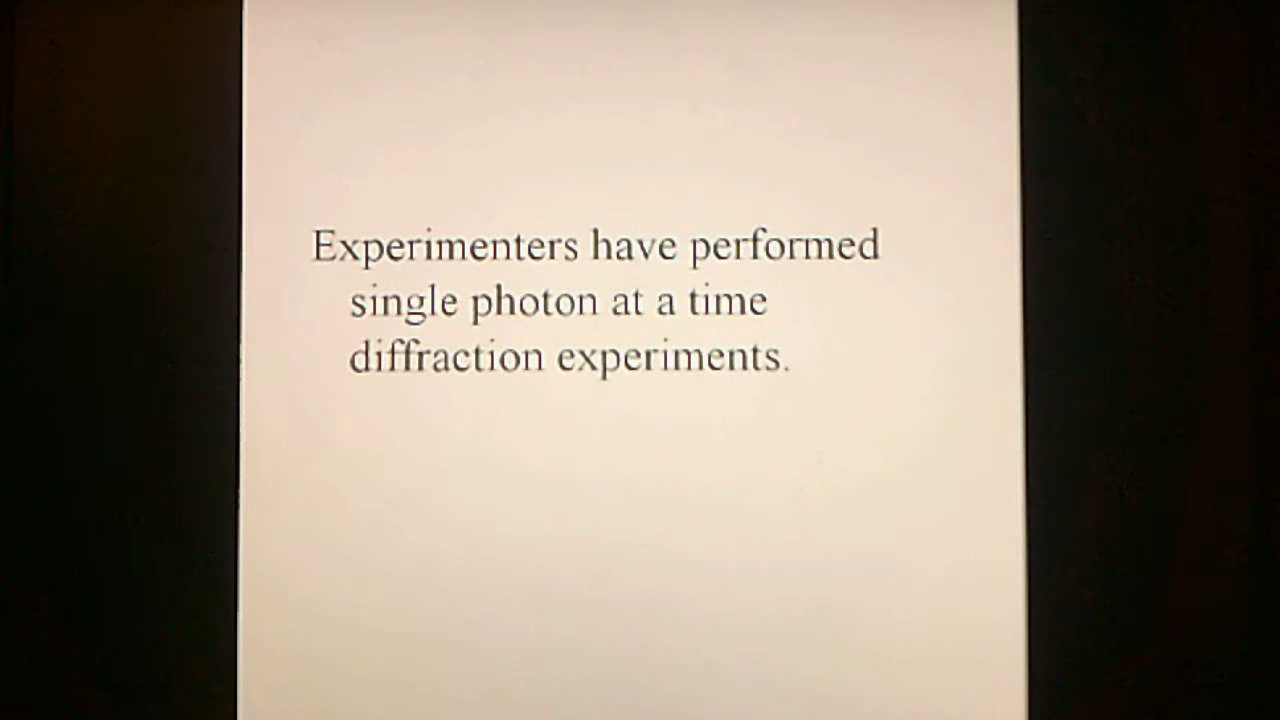 Experimenters have performed
single photon at a time
diffraction experiments.